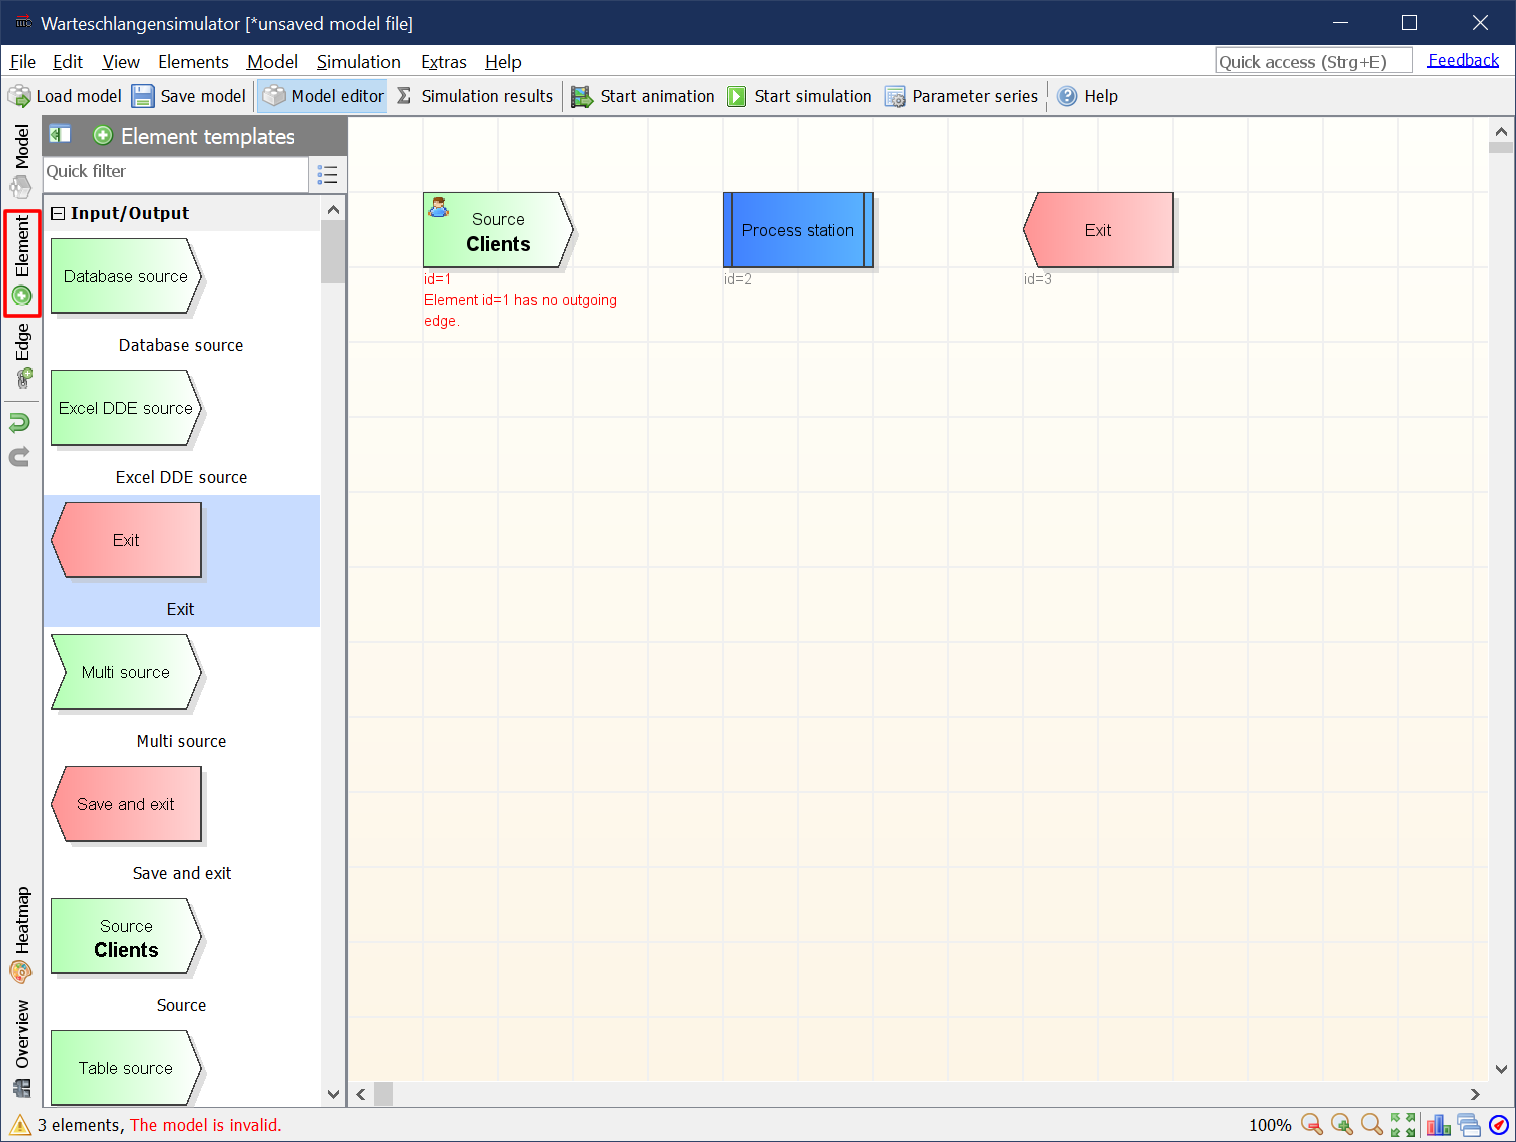 Warteschlangensimulator [*unsaved model file]
File Edit View Elements Model Simulation Extras Help
Quick access (Strg+E) Feedback
Load model Save model Model editor Σ Simulation results Start animation Start simulation Parameter series Help
Model
Element
Edge
Heatmap
Overview
Element templates
Quick filter
Input/Output
Database source
Database source
Excel DDE source
Excel DDE source
Exit
Exit
Multi source
Multi source
Save and exit
Save and exit
Source
Clients
Source
Table source
Source
Clients
id=1
Element id=1 has no outgoing
edge.
Process station
id=2
Exit
id=3
3 elements, The model is invalid.
100%